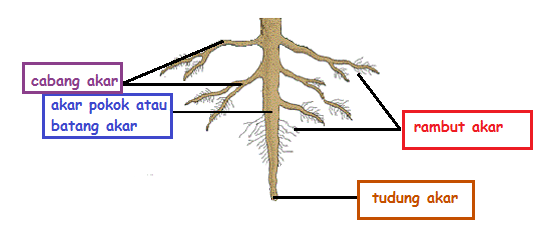 cabang akar
akar pokok atau
batang akar
rambut akar
tudung akar